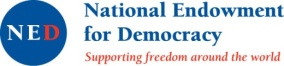 NED
National Endowment
for Democracy
Supporting freedom around the world